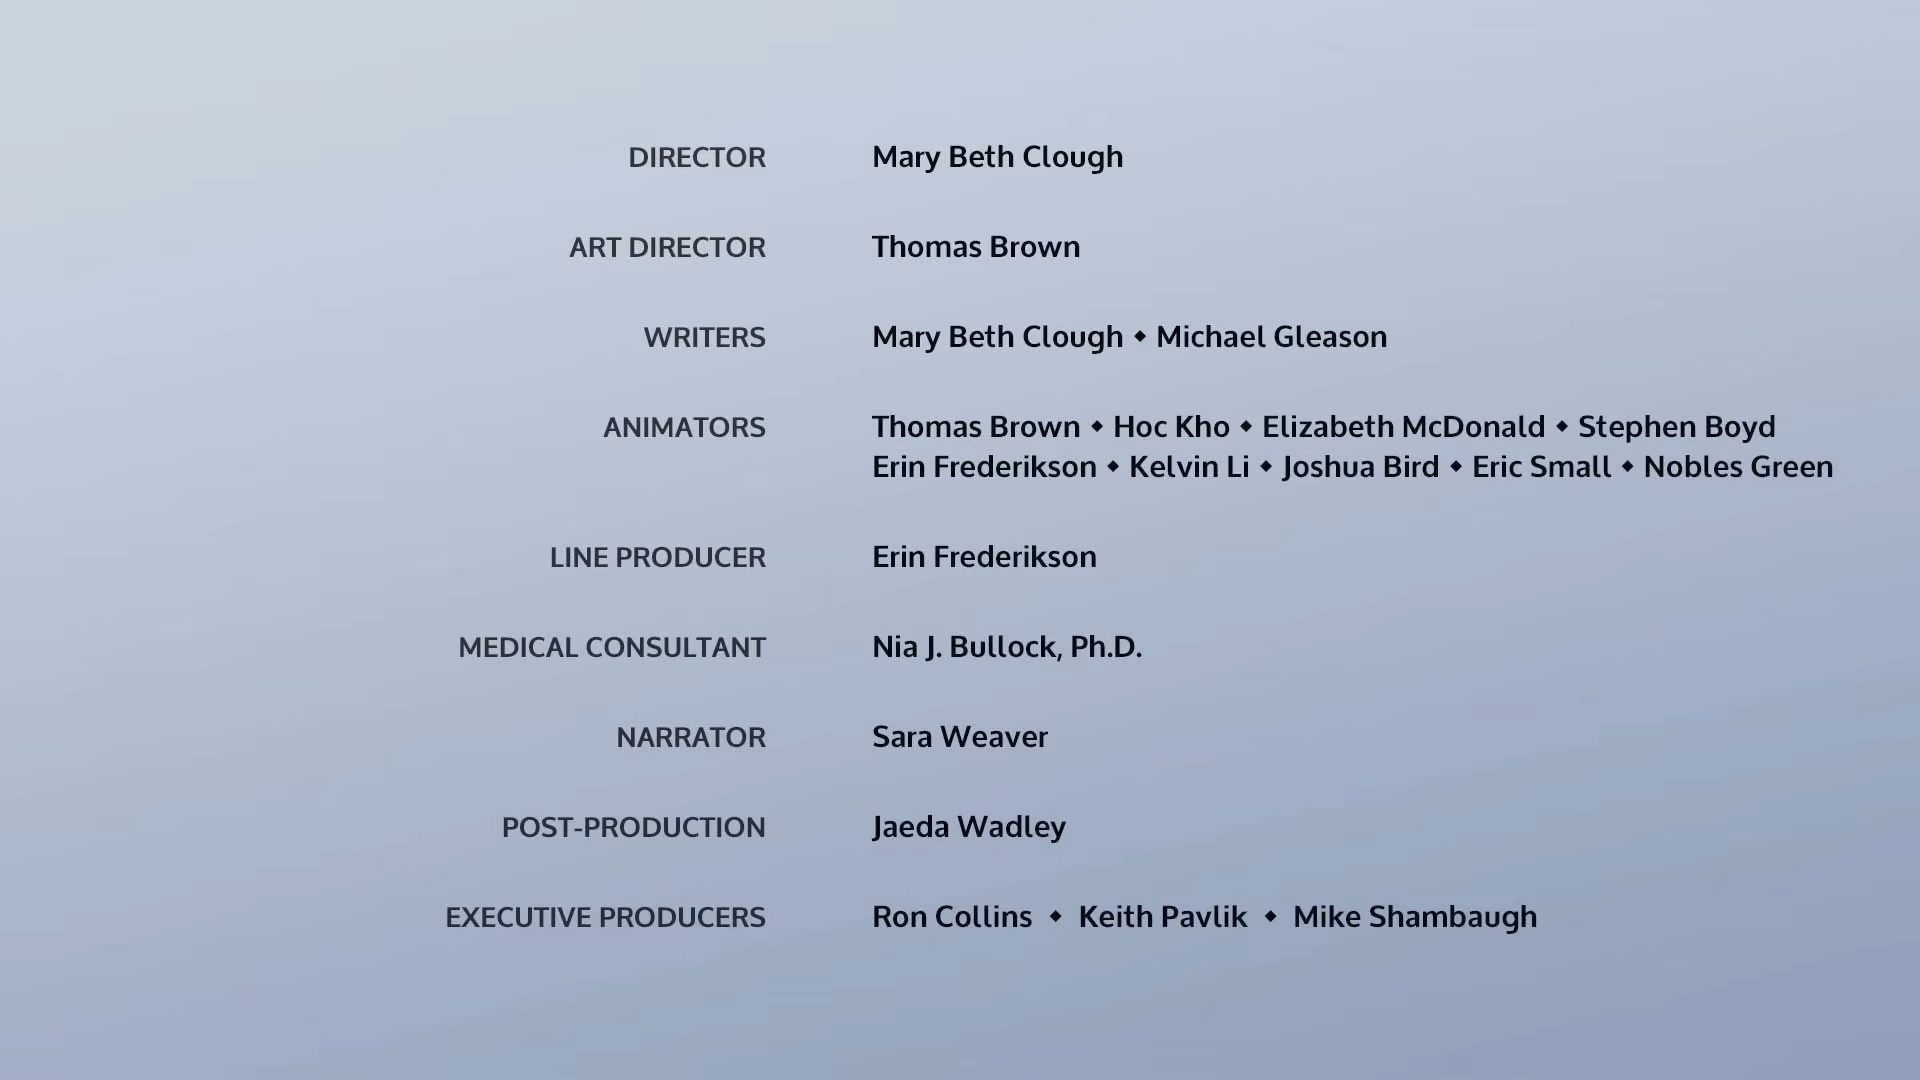 DIRECTOR Mary Beth Clough
ART DIRECTOR Thomas Brown
WRITERS Mary Beth Clough ◆ Michael Gleason
ANIMATORS Thomas Brown ◆ Hoc Kho ◆ Elizabeth McDonald ◆ Stephen Boyd
Erin Frederikson ◆ Kelvin Li ◆ Joshua Bird ◆ Eric Small ◆ Nobles Green
LINE PRODUCER Erin Frederikson
MEDICAL CONSULTANT Nia J. Bullock, Ph.D.
NARRATOR Sara Weaver
POST-PRODUCTION Jaeda Wadley
EXECUTIVE PRODUCERS Ron Collins ◆ Keith Pavlik ◆ Mike Shambaugh